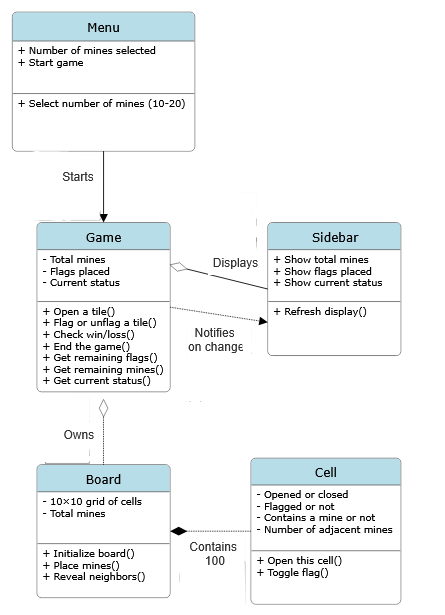 Menu
+ Number of mines selected
+ Start game
+ Select number of mines (10-20)
Starts
Game
- Total mines
- Flags placed
- Current status
+ Open a tile()
+ Flag or unflag a tile()
+ Check win/loss()
+ End the game()
+ Get remaining flags()
+ Get remaining mines()
+ Get current status()
Displays
Notifies
on change
Sidebar
+ Show total mines
+ Show flags placed
+ Show current status
+ Refresh display()
Owns
Board
- 10×10 grid of cells
- Total mines
+ Initialize board()
+ Place mines()
+ Reveal neighbors()
Contains
100
Cell
- Opened or closed
- Flagged or not
- Contains a mine or not
- Number of adjacent mines
+ Open this cell()
+ Toggle flag()